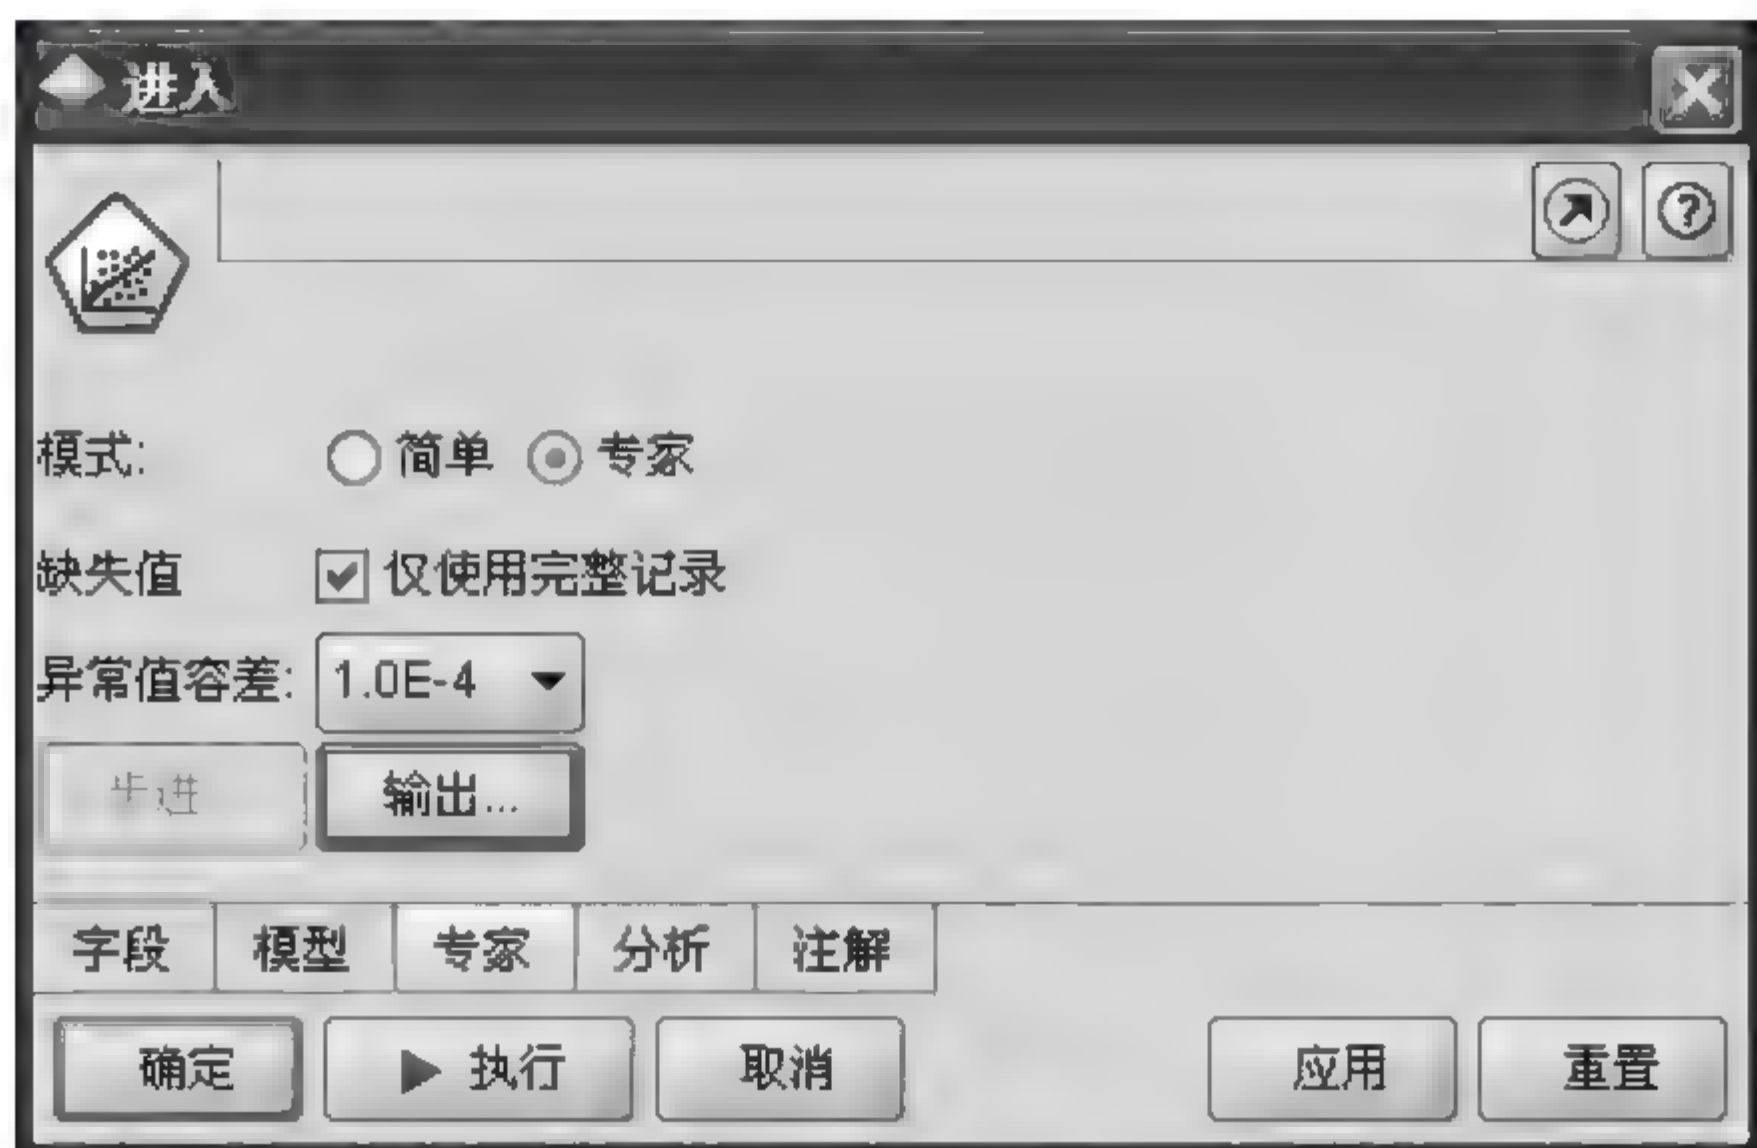 进入
模式: 简单 专家
缺失值 仅使用完整记录
异常值容差: 1.0E-4
步进 输出...
字段 模型 专家 分析 注解
确定 执行 取消 应用 重置